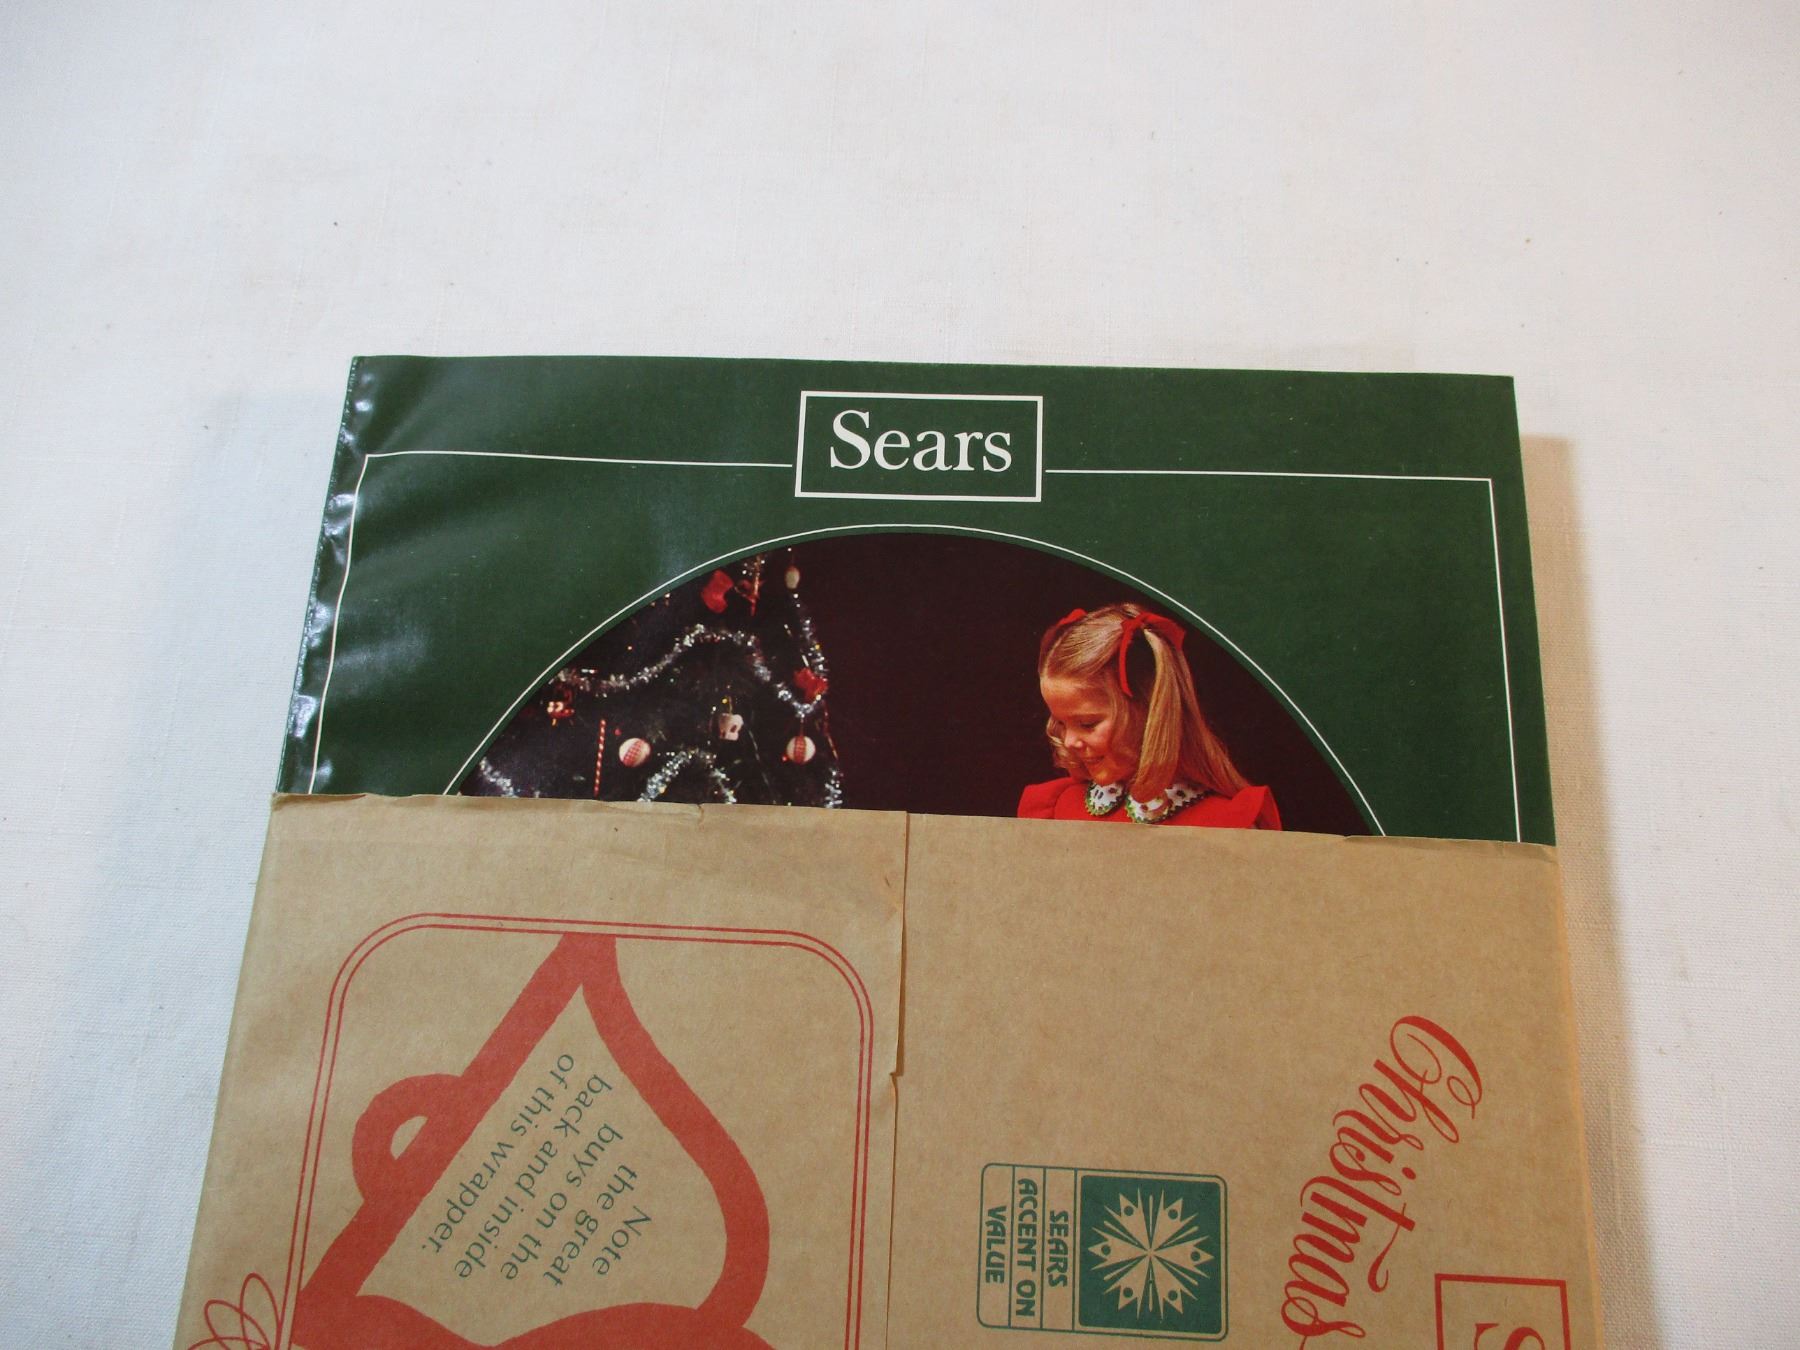 Sears
Note
the great
buys on the
back and inside
of this wrapper.
SEARS
ACCENT ON
VALUE
Christmas
S